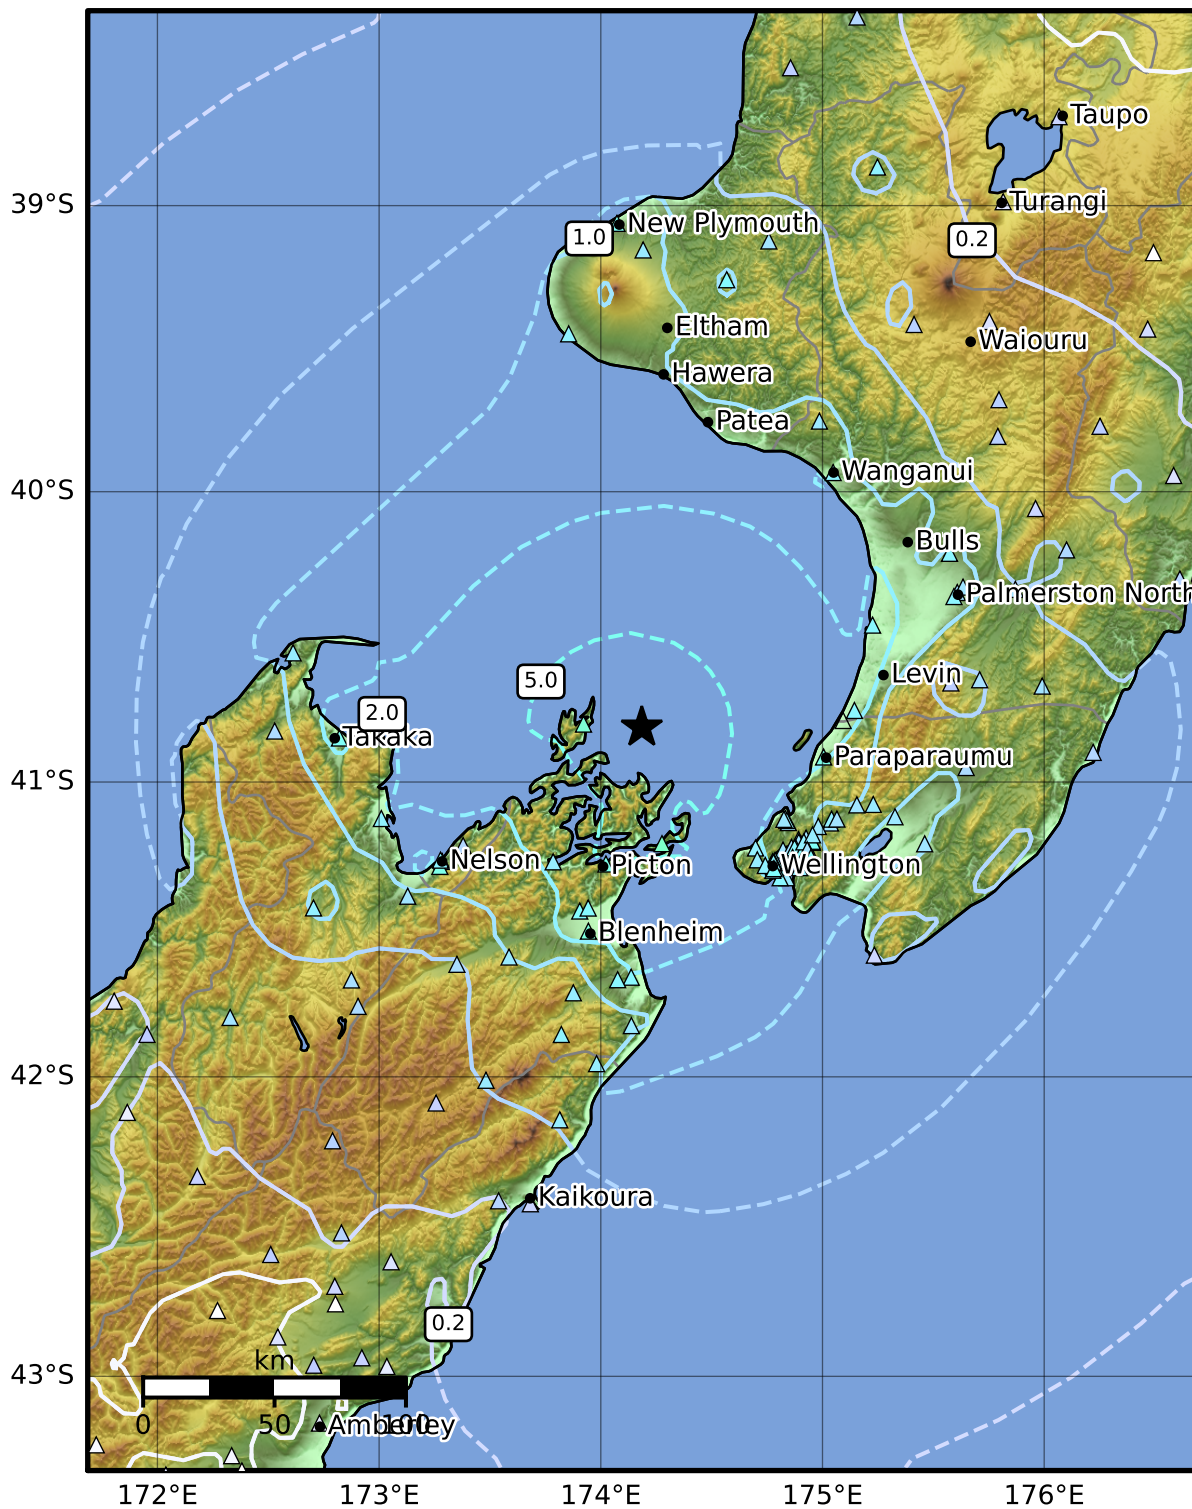 Taupo
39°S
Turangi
New Plymouth
1.0
0.2
Eltham
Waiouru
Hawera
Patea
Wanganui
40°S
Bulls
Palmerston North
Levin
5.0
2.0
Takaka
Paraparaumu
41°S
Nelson
Picton
Wellington
Blenheim
42°S
Kaikoura
0.2
km
43°S
0
50
100
Amberley
172°E
173°E
174°E
175°E
176°E